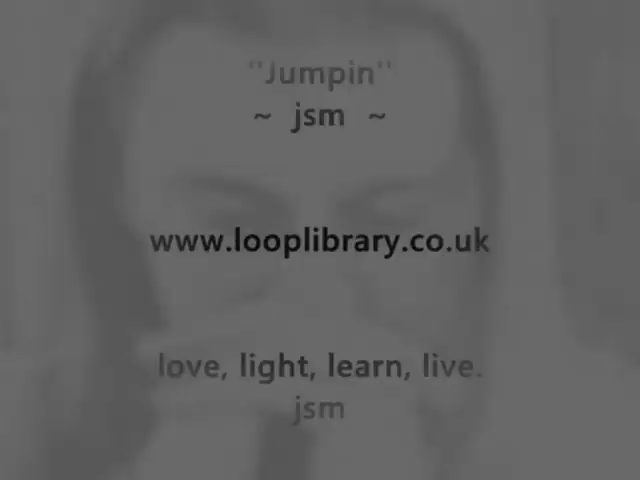 "Jumpin"
~ jsm ~
www.looplibrary.co.uk
love, light, learn, live.
jsm